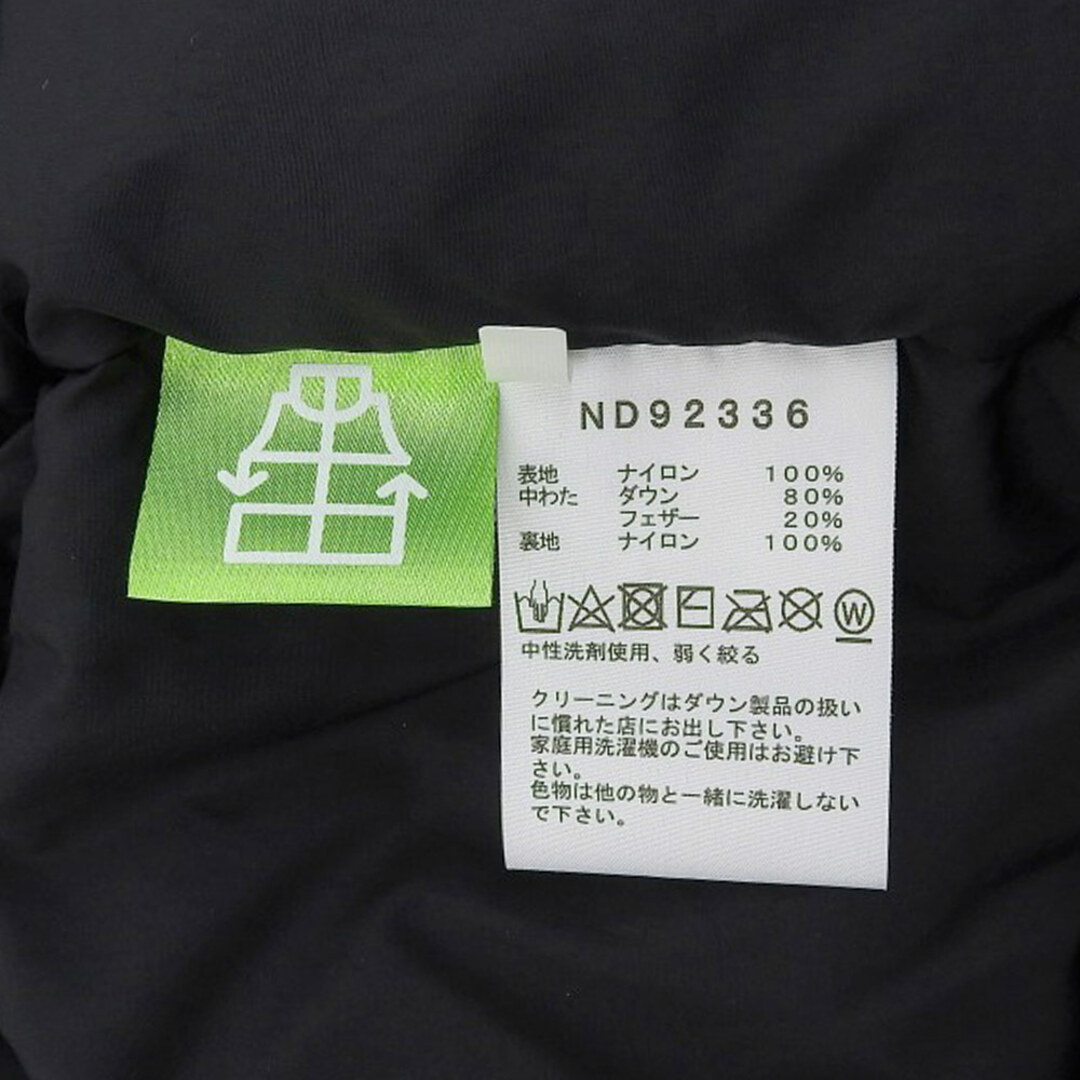 ND92336
表地 ナイロン 100%
中わた ダウン 80%
フェザー 20%
裏地 ナイロン 100%
W
中性洗剤使用、弱く絞る
クリーニングはダウン製品の扱い
に慣れた店にお出し下さい。
家庭用洗濯機のご使用はお避け下
さい。
色物は他の物と一緒に洗濯しない
で下さい。